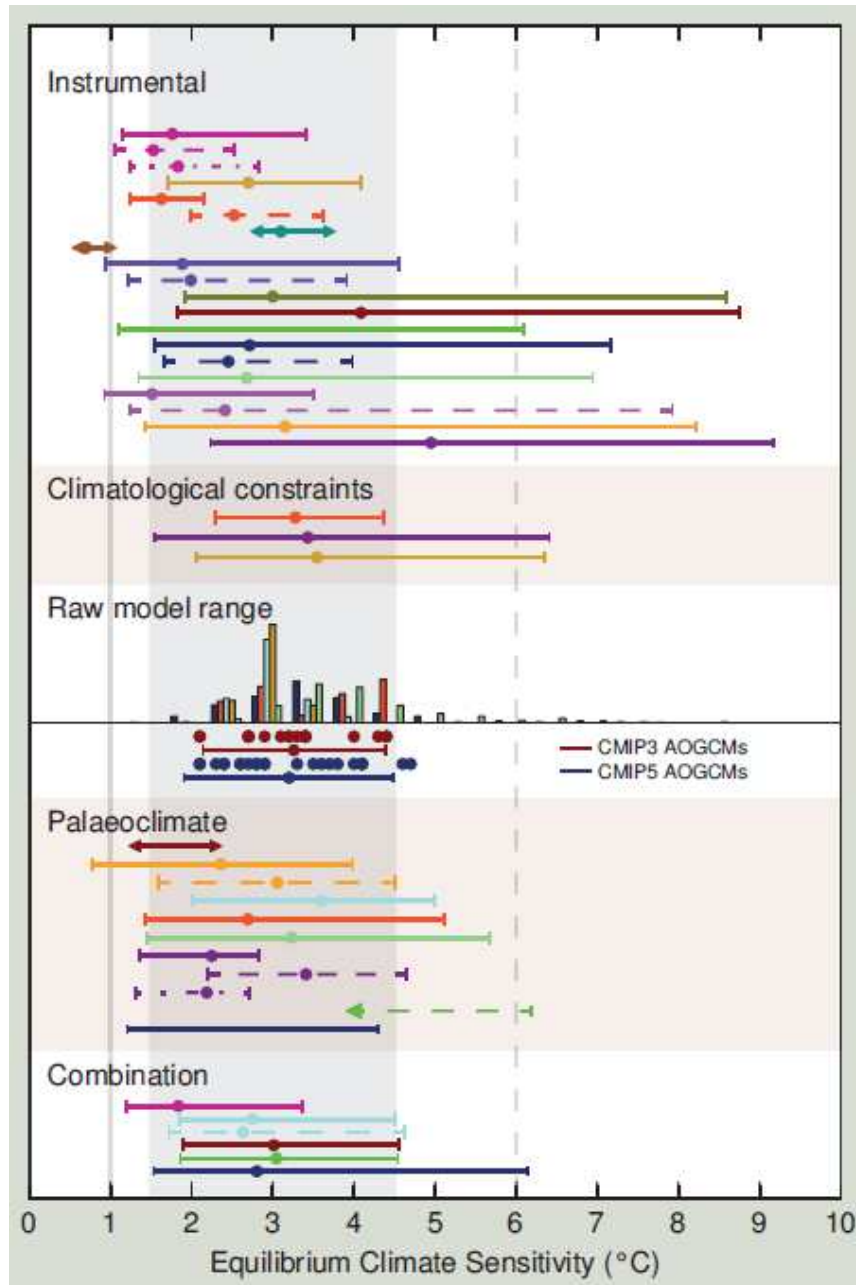 Instrumental
Climatological constraints
Raw model range
CMIP3 AOGCMs
CMIP5 AOGCMs
Palaeoclimate
Combination
0 1 2 3 4 5 6 7 8 9 10
Equilibrium Climate Sensitivity (°C)